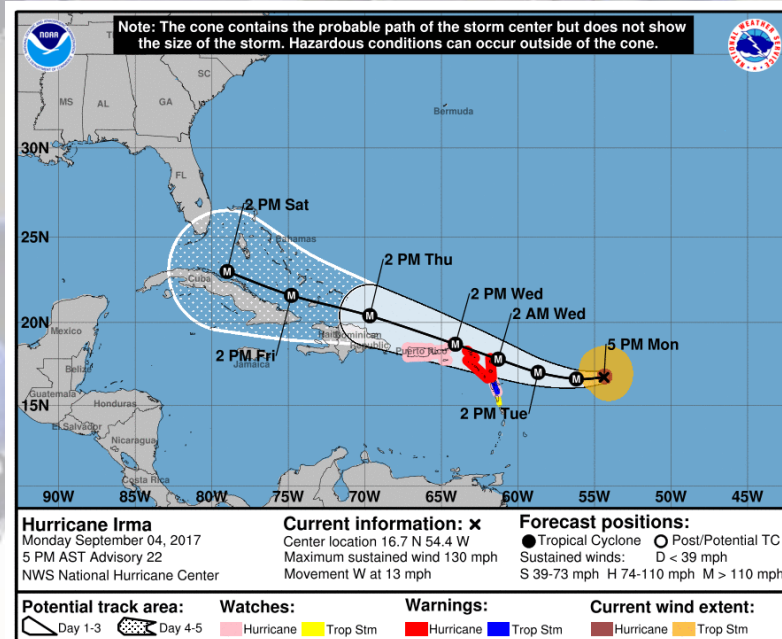 Note: The cone contains the probable path of the storm center but does not show
the size of the storm. Hazardous conditions can occur outside of the cone.
NOAA
NATIONAL WEATHER SERVICE
SC
MS
AL
GA
Bermuda
30N
FL
2 PM Sat
25N
Bahamas
2 PM Thu
Cuba
2 PM Wed
2 AM Wed
20N
5 PM Mon
Mexico
Dominican
Republic
Puerto Rico
2 PM Fri
Jamaica
Belize
M
M
M
M
M
M
M
2 PM Tue
Guatemala
15N
Honduras
El Salvador
Nicaragua
Costa Rica
90W 85W 80W 75W 70W 65W 60W 55W 50W 45W
Hurricane Irma
Monday September 04, 2017
5 PM AST Advisory 22
NWS National Hurricane Center
Current information: x
Center location 16.7 N 54.4 W
Maximum sustained wind 130 mph
Movement W at 13 mph
Forecast positions:
Tropical Cyclone Post/Potential TC
Sustained winds: D < 39 mph
S 39-73 mph H 74-110 mph M > 110 mph
Potential track area:
Day 1-3 Day 4-5
Watches:
Hurricane Trop Stm
Warnings:
Hurricane Trop Stm
Current wind extent:
Hurricane Trop Stm